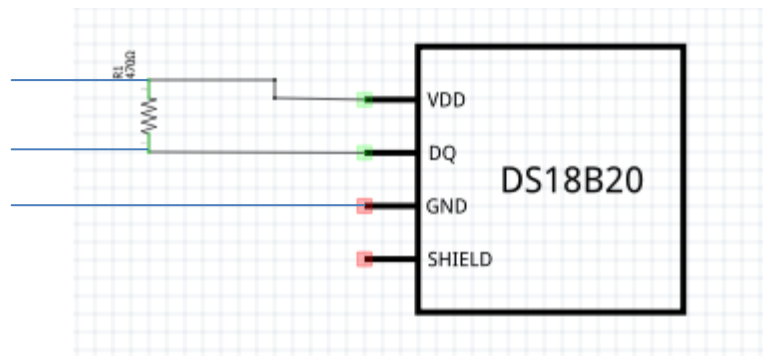 R1
470Ω
VDD
DQ
DS18B20
GND
SHIELD